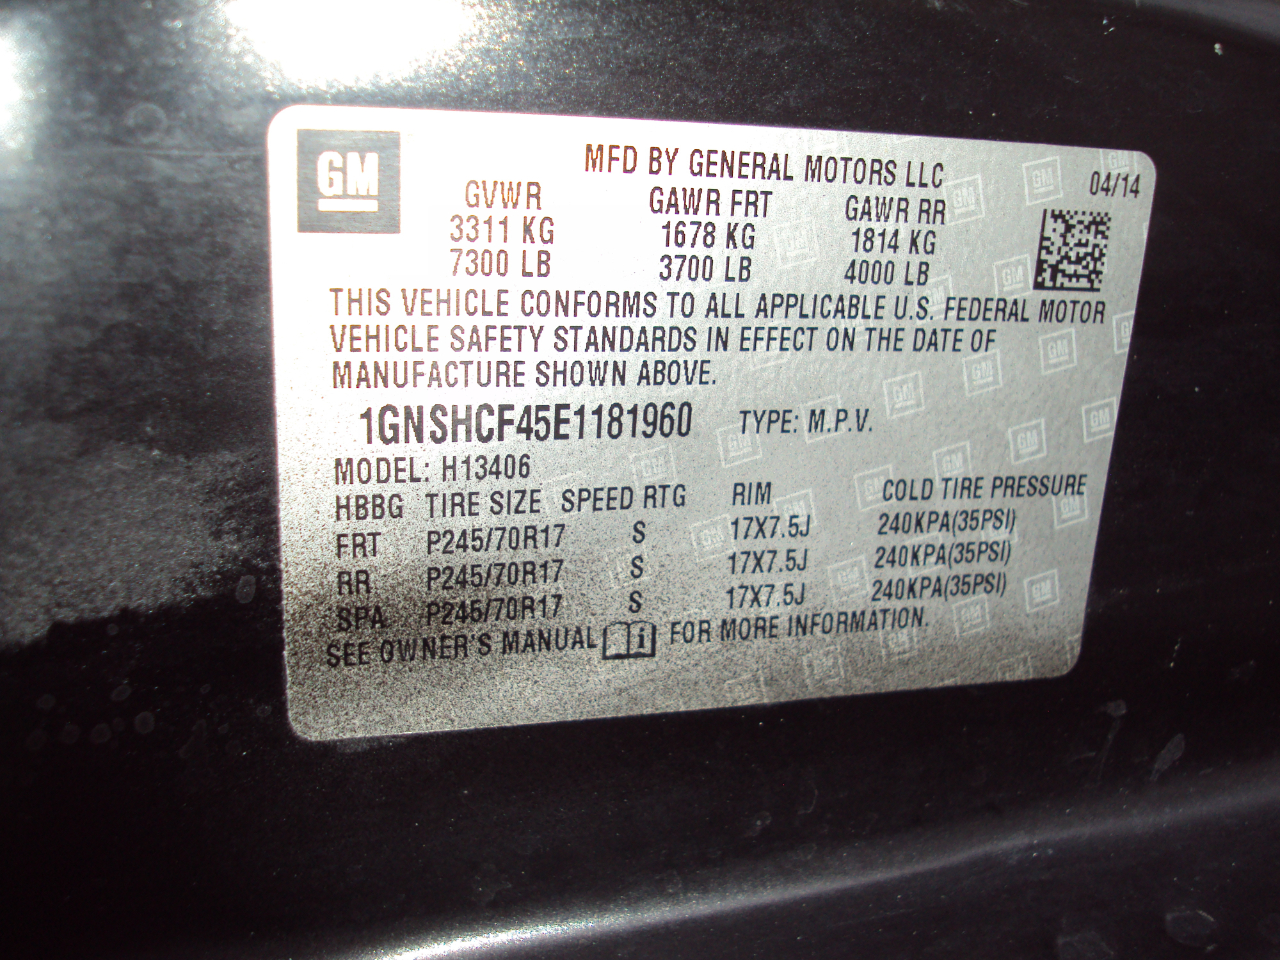 GM
MFD BY GENERAL MOTORS LLC
04/14
GVWR GAWR FRT GAWR RR
3311 KG 1678 KG 1814 KG
7300 LB 3700 LB 4000 LB
THIS VEHICLE CONFORMS TO ALL APPLICABLE U.S. FEDERAL MOTOR
VEHICLE SAFETY STANDARDS IN EFFECT ON THE DATE OF
MANUFACTURE SHOWN ABOVE.
1GNSHCF45E1181960 TYPE: M.P.V.
MODEL: H13406
HBBG TIRE SIZE SPEED RTG RIM COLD TIRE PRESSURE
FRT P245/70R17 S 17X7.5J 240KPA(35PSI)
RR P245/70R17 S 17X7.5J 240KPA(35PSI)
SPA P245/70R17 S 17X7.5J 240KPA(35PSI)
SEE OWNER'S MANUAL i FOR MORE INFORMATION.